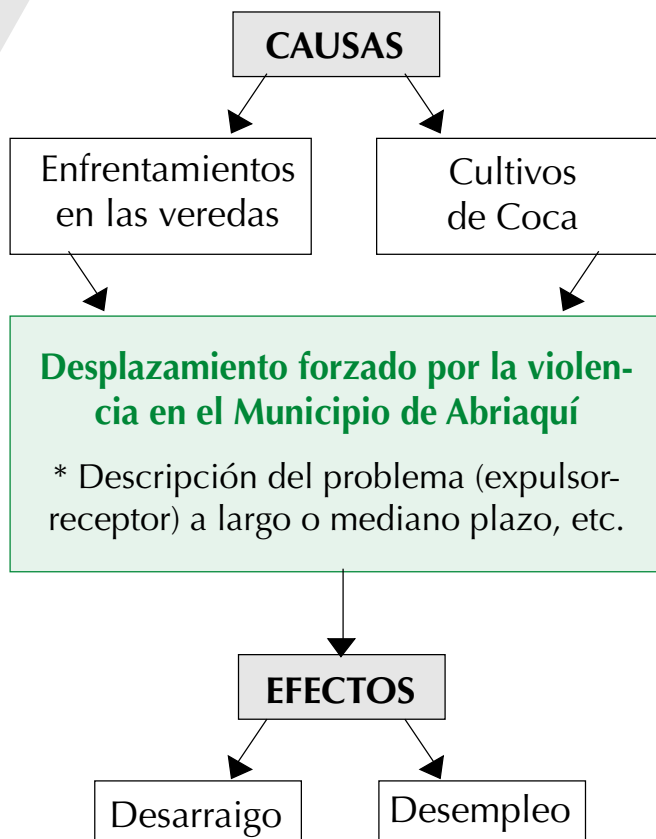 CAUSAS
Enfrentamientos
en las veredas
Cultivos
de Coca
Desplazamiento forzado por la violen-
cia en el Municipio de Abriaquí
* Descripción del problema (expulsor-
receptor) a largo o mediano plazo, etc.
EFECTOS
Desarraigo
Desempleo